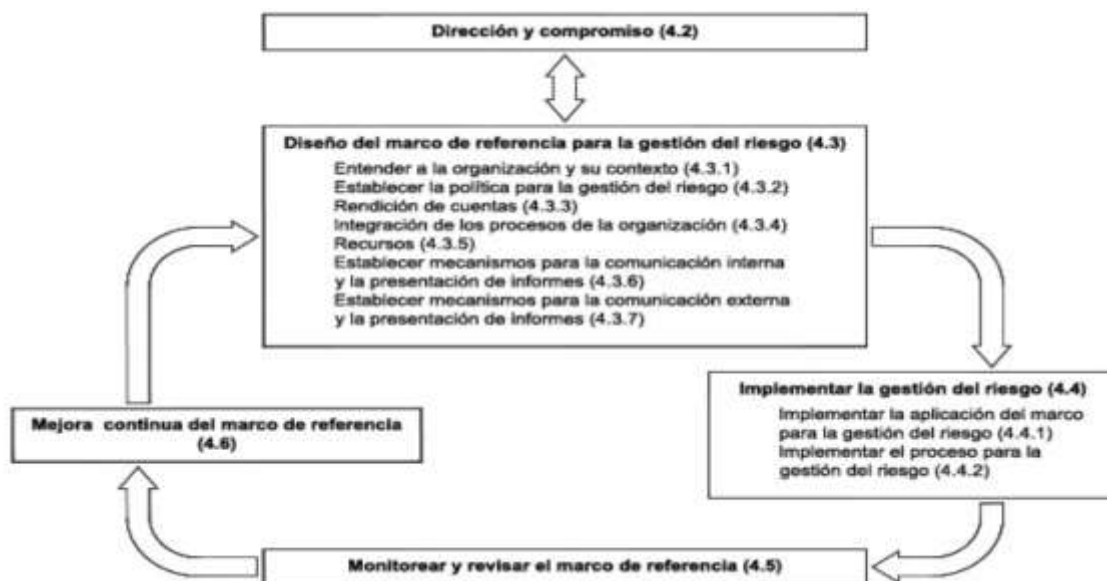 Dirección y compromiso (4.2)
Diseño del marco de referencia para la gestión del riesgo (4.3)
Entender a la organización y su contexto (4.3.1)
Establecer la política para la gestión del riesgo (4.3.2)
Rendición de cuentas (4.3.3)
Integración de los procesos de la organización (4.3.4)
Recursos (4.3.5)
Establecer mecanismos para la comunicación interna
y la presentación de informes (4.3.6)
Establecer mecanismos para la comunicación externa
y la presentación de informes (4.3.7)
Implementar la gestión del riesgo (4.4)
Implementar la aplicación del marco
para la gestión del riesgo (4.4.1)
Implementar el proceso para la
gestión del riesgo (4.4.2)
Mejora continua del marco de referencia
(4.6)
Monitorear y revisar el marco de referencia (4.5)